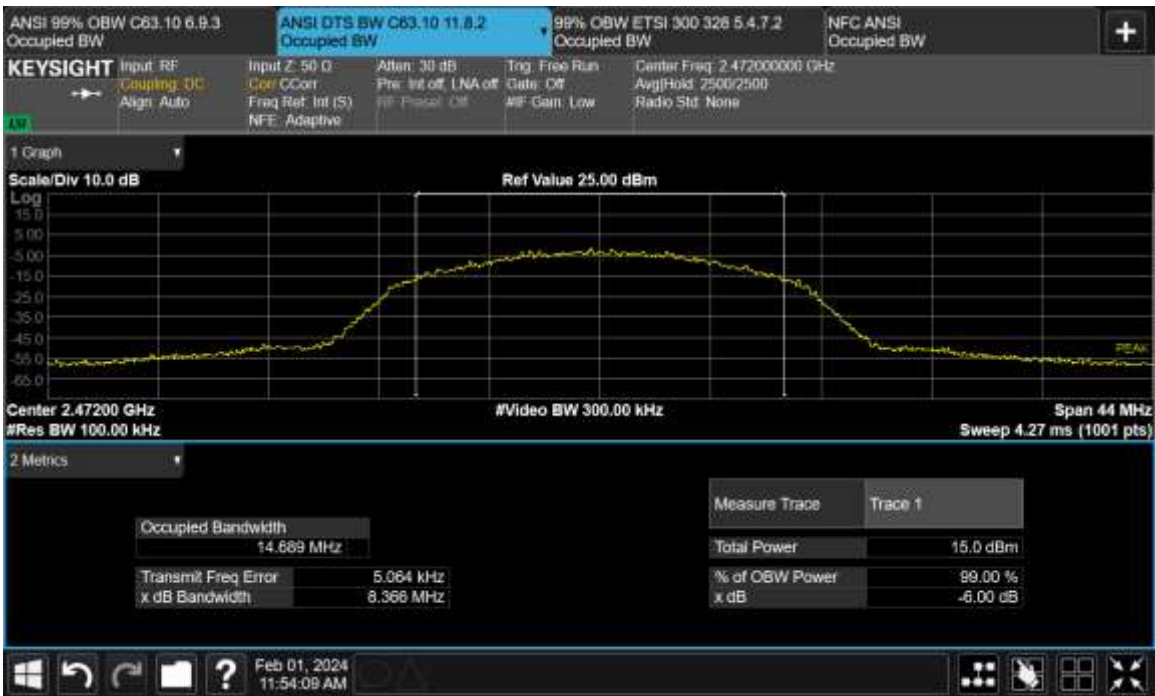 ANSI 99% OBW C63.10 6.9.3
Occupied BW
ANSI DTS BW C63.10 11.8.2
Occupied BW
99% OBW ETSI 300 328 5.4.7.2
Occupied BW
NFC ANSI
Occupied BW
+
KEYSIGHT
Input: RF
Coupling: DC
Align: Auto
Input Z: 50 Ω
Corr CCorr
Freq Ref: Int (S)
NFE: Adaptive
Atten: 30 dB
Pre: Int off, LNA off
RF Presel: Off
Trig: Free Run
Gate: Off
#IF Gain: Low
Center Freq: 2.472000000 GHz
Avg|Hold: 2500/2500
Radio Std: None
1 Graph
Scale/Div 10.0 dB
Ref Value 25.00 dBm
Log
15.0
5.00
-5.00
-15.0
-25.0
-35.0
-45.0
-55.0
-65.0
PEAK
Center 2.47200 GHz
#Video BW 300.00 kHz
Span 44 MHz
#Res BW 100.00 kHz
Sweep 4.27 ms (1001 pts)
2 Metrics
Measure Trace
Trace 1
Occupied Bandwidth
14.689 MHz
Total Power
15.0 dBm
Transmit Freq Error
5.064 kHz
% of OBW Power
99.00 %
x dB Bandwidth
8.366 MHz
x dB
-6.00 dB
?
Feb 01, 2024
11:54:09 AM